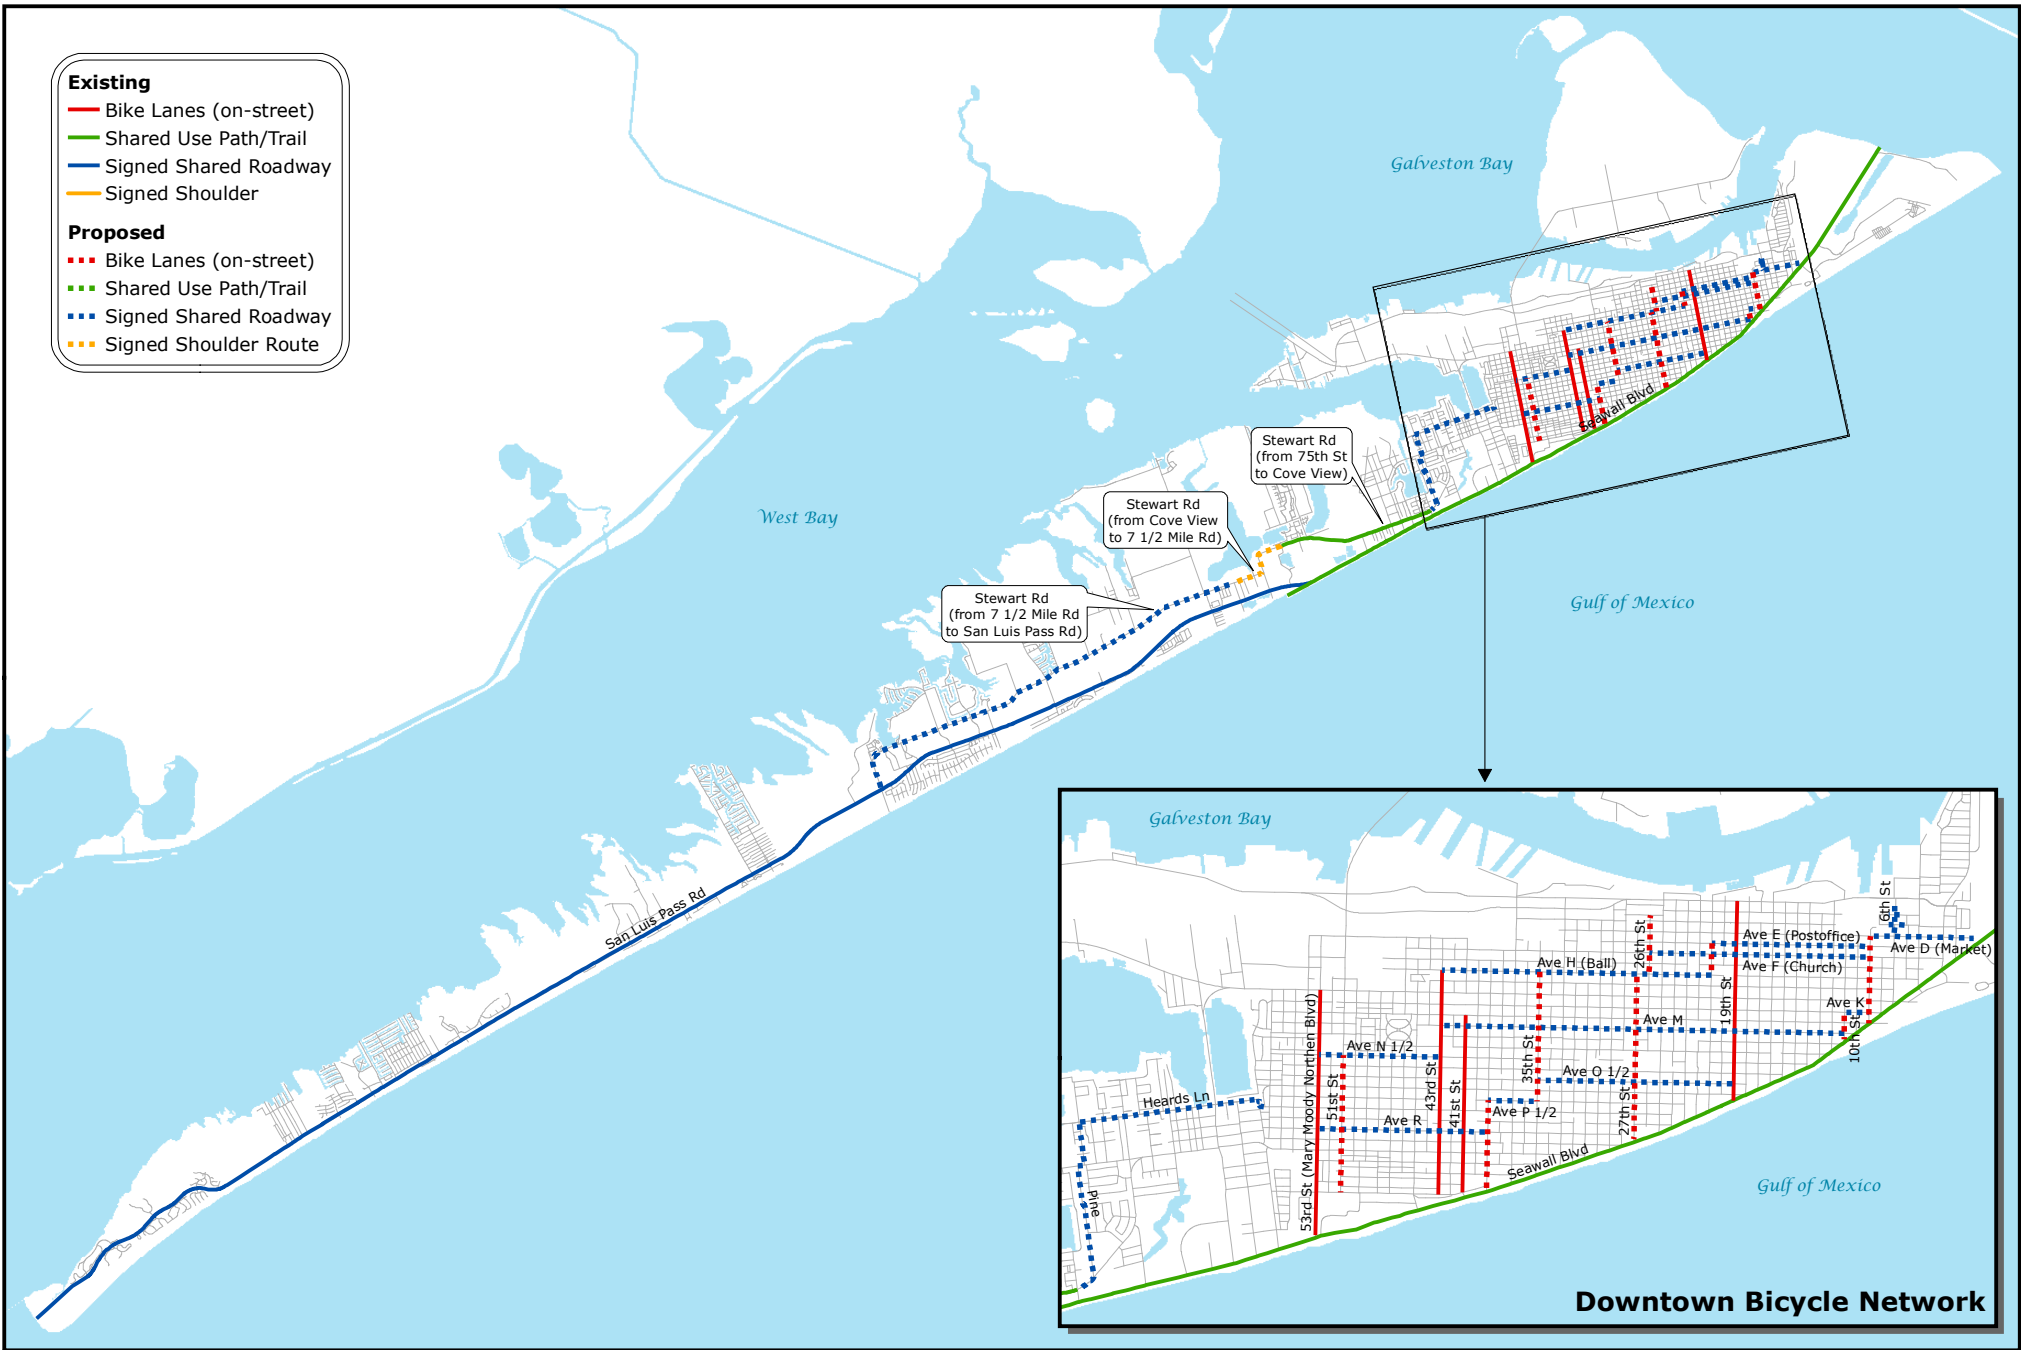 Existing
Bike Lanes (on-street)
Shared Use Path/Trail
Signed Shared Roadway
Signed Shoulder
Proposed
Bike Lanes (on-street)
Shared Use Path/Trail
Signed Shared Roadway
Signed Shoulder Route
Galveston Bay
Seawall Blvd
Stewart Rd
(from 75th St
to Cove View)
Stewart Rd
(from Cove View
to 7 1/2 Mile Rd)
West Bay
Stewart Rd
(from 7 1/2 Mile Rd
to San Luis Pass Rd)
Gulf of Mexico
San Luis Pass Rd
Galveston Bay
6th St
Ave E (Postoffice)
Ave D (Market)
26th St
Ave H (Ball)
Ave F (Church)
19th St
Ave K
10th St
Ave M
53rd St (Mary Moody Northen Blvd)
Ave N 1/2
35th St
51st St
43rd St
41st St
Ave O 1/2
27th St
Heards Ln
Ave R
Ave P 1/2
Seawall Blvd
Pine
Gulf of Mexico
Downtown Bicycle Network